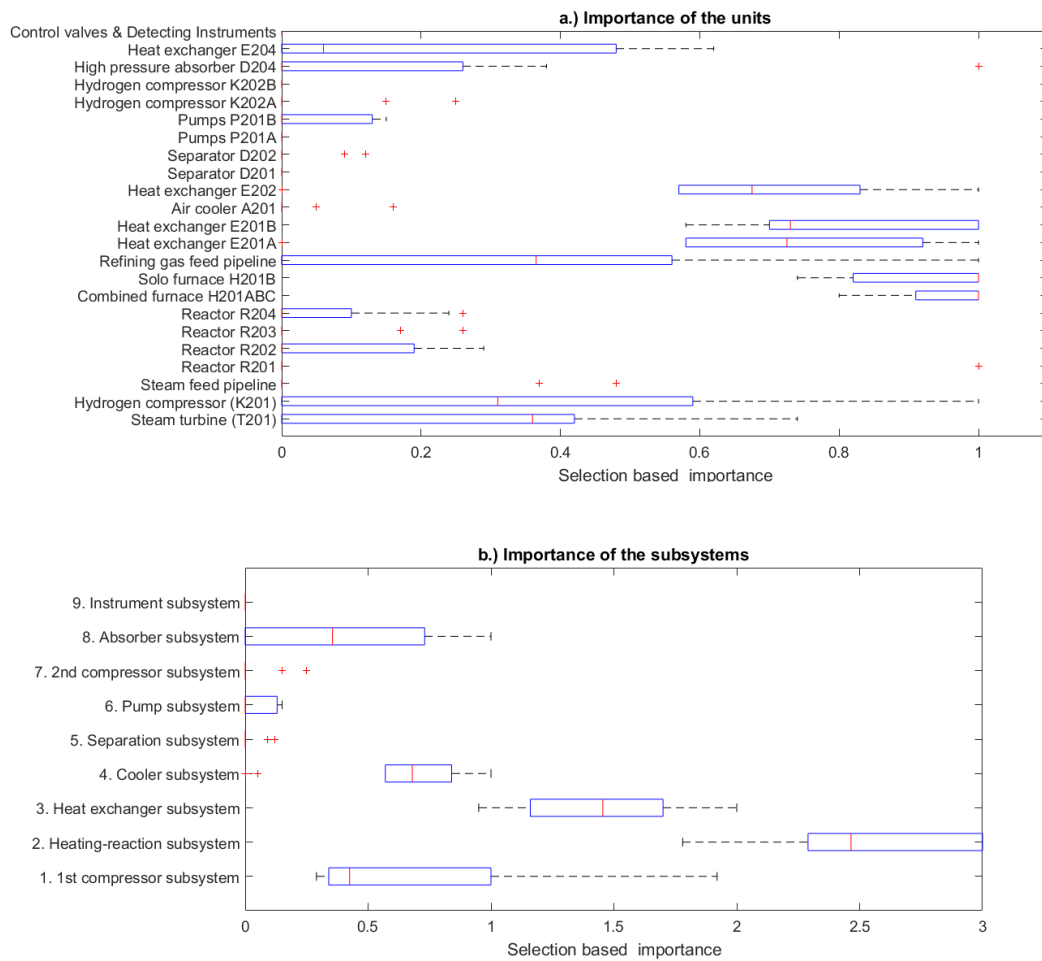 a.) Importance of the units
Control valves & Detecting Instruments
Heat exchanger E204
High pressure absorber D204
Hydrogen compressor K202B
Hydrogen compressor K202A
Pumps P201B
Pumps P201A
Separator D202
Separator D201
Heat exchanger E202
Air cooler A201
Heat exchanger E201B
Heat exchanger E201A
Refining gas feed pipeline
Solo furnace H201B
Combined furnace H201ABC
Reactor R204
Reactor R203
Reactor R202
Reactor R201
Steam feed pipeline
Hydrogen compressor (K201)
Steam turbine (T201)
0 0.2 0.4 0.6 0.8 1
Selection based importance
b.) Importance of the subsystems
9. Instrument subsystem
8. Absorber subsystem
7. 2nd compressor subsystem
6. Pump subsystem
5. Separation subsystem
4. Cooler subsystem
3. Heat exchanger subsystem
2. Heating-reaction subsystem
1. 1st compressor subsystem
0 0.5 1 1.5 2 2.5 3
Selection based importance